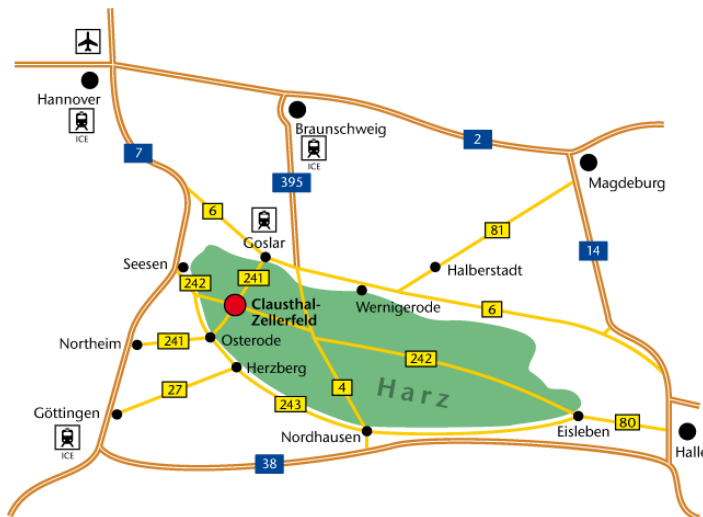 Hannover
ICE
Braunschweig
ICE
7
2
395
Magdeburg
6
81
Goslar
14
Seesen
241
242
Halberstadt
Clausthal-
Zellerfeld
Wernigerode
6
241
Osterode
Northeim
242
Herzberg
27
4
Harz
243
Göttingen
ICE
Nordhausen
Eisleben
80
Halle
38